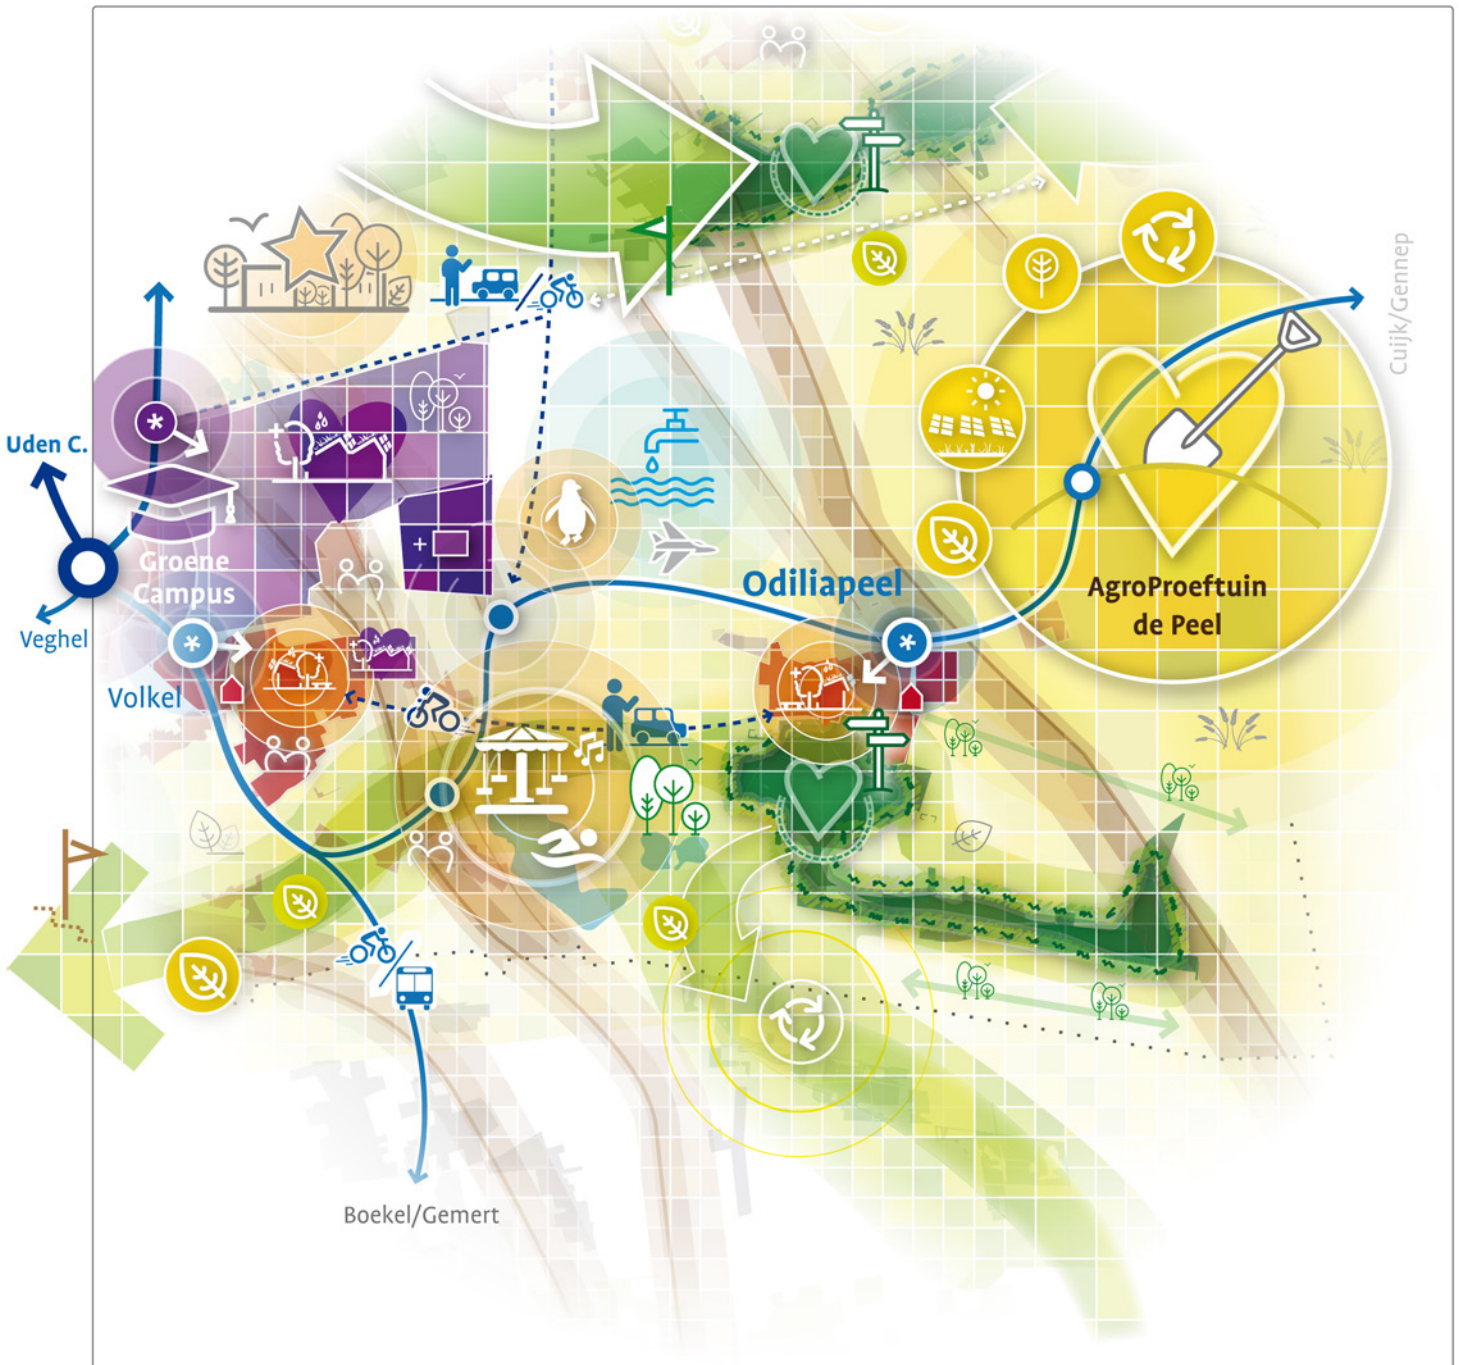 Cuijk/Gennep
Uden C.
Groene
Campus
Odiliapeel
AgroProeftuin
de Peel
Veghel
Volkel
Boekel/Gemert